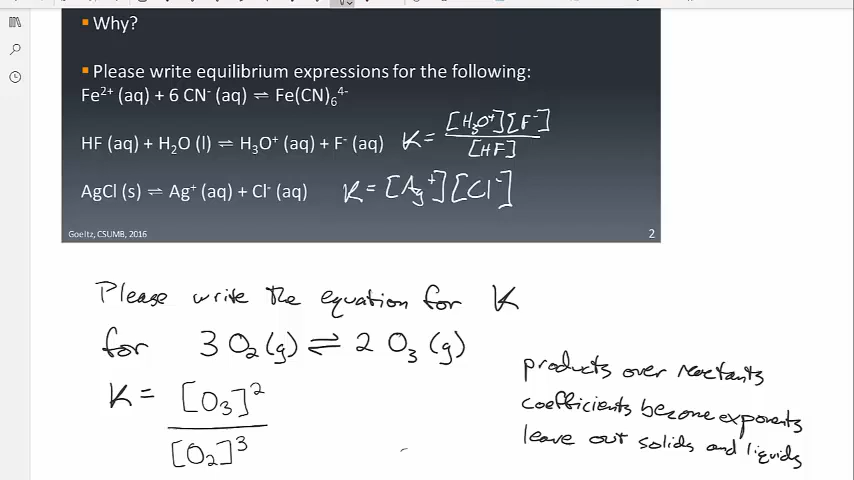 ▪ Why?
▪ Please write equilibrium expressions for the following:
Fe²⁺ (aq) + 6 CN⁻ (aq) ⇌ Fe(CN)₆⁴⁻
HF (aq) + H₂O (l) ⇌ H₃O⁺ (aq) + F⁻ (aq) K = [H₃O⁺][F⁻] / [HF]
AgCl (s) ⇌ Ag⁺ (aq) + Cl⁻ (aq) K = [Ag⁺][Cl⁻]
Goeltz, CSUMB, 2016 2
Please write the equation for K
for 3 O₂ (g) ⇌ 2 O₃ (g)
K = [O₃]² / [O₂]³
products over reactants
coefficients become exponents
leave out solids and liquids